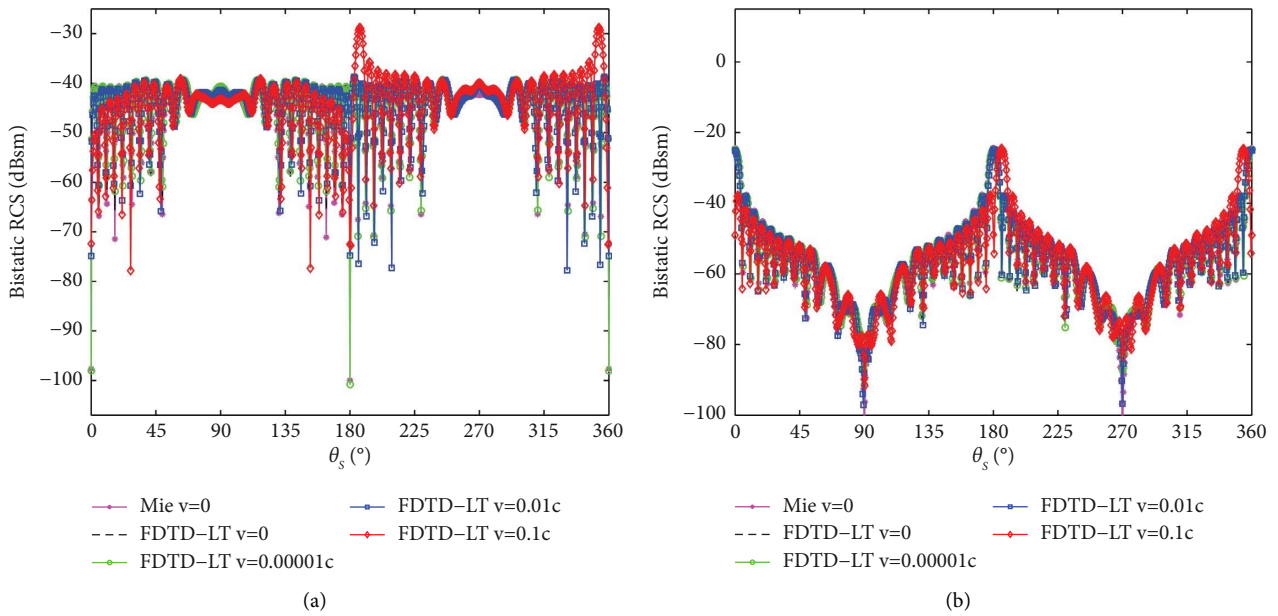 −30
−40
−50
−60
−70
−80
−90
−100
Bistatic RCS (dBsm)
0 45 90 135 180 225 270 315 360
θs (°)
Mie v=0
FDTD−LT v=0
FDTD−LT v=0.00001c
FDTD−LT v=0.01c
FDTD−LT v=0.1c
(a)
0
−20
−40
−60
−80
−100
Bistatic RCS (dBsm)
0 45 90 135 180 225 270 315 360
θs (°)
Mie v=0
FDTD−LT v=0
FDTD−LT v=0.00001c
FDTD−LT v=0.01c
FDTD−LT v=0.1c
(b)